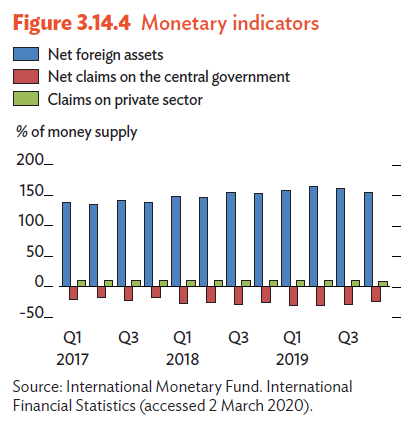 Figure 3.14.4 Monetary indicators
Net foreign assets
Net claims on the central government
Claims on private sector
% of money supply
200
150
100
50
0
-50
Q1 Q3 Q1 Q3 Q1 Q3
2017 2018 2019
Source: International Monetary Fund. International
Financial Statistics (accessed 2 March 2020).